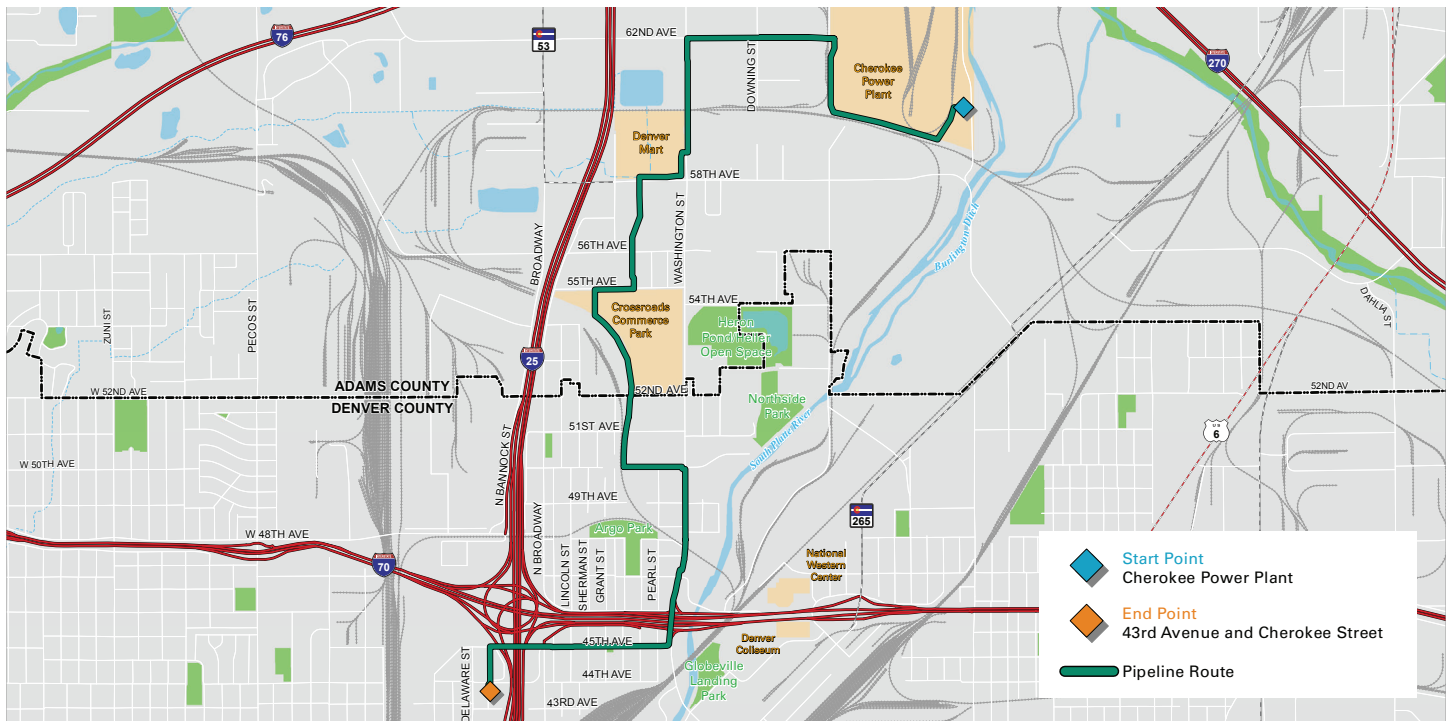 76
53
62ND AVE
DOWNING ST
Cherokee
Power
Plant
270
Denver
Mart
58TH AVE
WASHINGTON ST
56TH AVE
BROADWAY
Burlington Ditch
55TH AVE
54TH AVE
Crossroads
Commerce
Park
Heron
Pond/Heller
Open Space
ZUNI ST
PECOS ST
DAHLIA ST
25
ADAMS COUNTY
DENVER COUNTY
W 52ND AVE
52ND AVE
52ND AV
Northside
Park
51ST AVE
N BANNOCK ST
South Platte River
US
6
W 50TH AVE
49TH AVE
N BROADWAY
265
Argo Park
W 48TH AVE
70
LINCOLN ST
SHERMAN ST
GRANT ST
PEARL ST
National
Western
Center
45TH AVE
Denver
Coliseum
DELAWARE ST
44TH AVE
43RD AVE
Globeville
Landing
Park
Start Point
Cherokee Power Plant
End Point
43rd Avenue and Cherokee Street
Pipeline Route